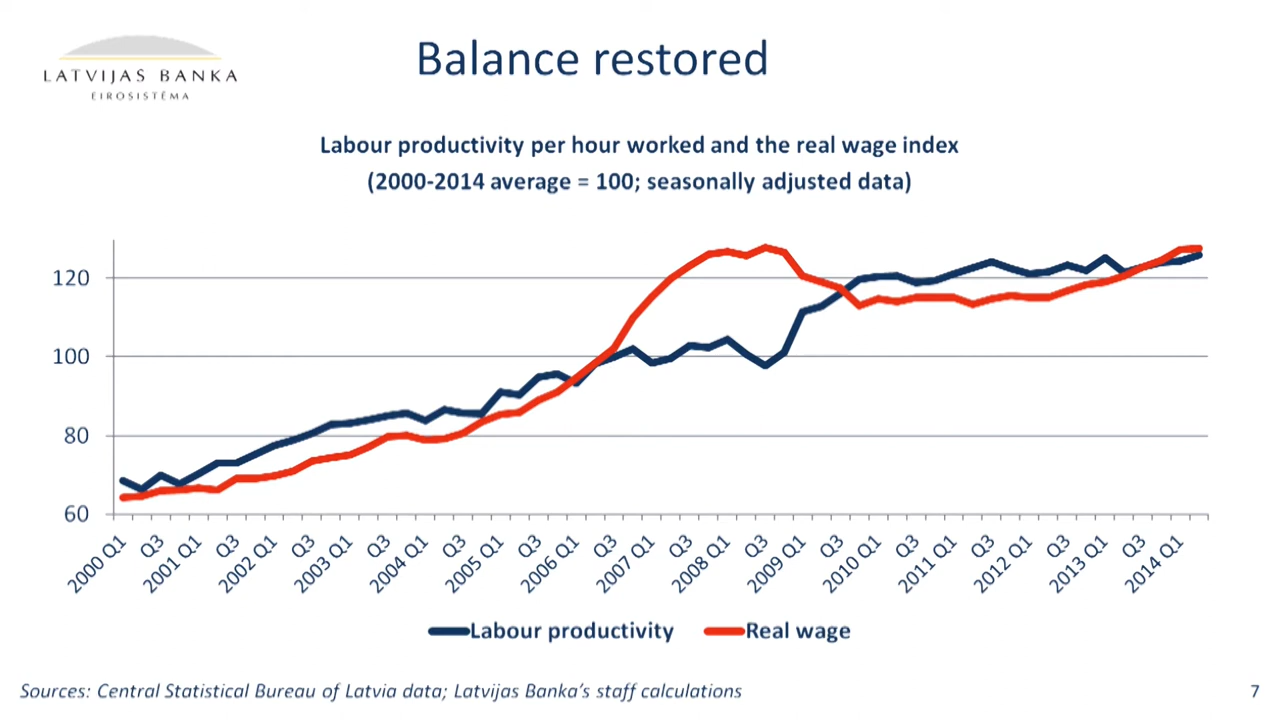 LATVIJAS BANKA
EIROSISTĒMA
Balance restored
Labour productivity per hour worked and the real wage index
(2000-2014 average = 100; seasonally adjusted data)
120
100
80
60
2000 Q1
Q3
2001 Q1
Q3
2002 Q1
Q3
2003 Q1
Q3
2004 Q1
Q3
2005 Q1
Q3
2006 Q1
Q3
2007 Q1
Q3
2008 Q1
Q3
2009 Q1
Q3
2010 Q1
Q3
2011 Q1
Q3
2012 Q1
Q3
2013 Q1
Q3
2014 Q1
Labour productivity
Real wage
Sources: Central Statistical Bureau of Latvia data; Latvijas Banka's staff calculations
7